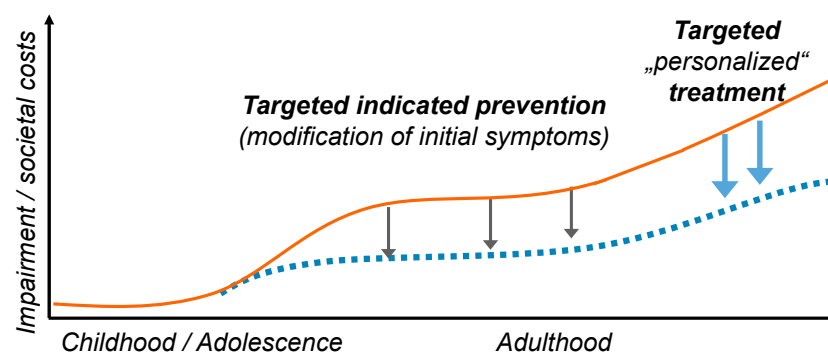 Targeted
„personalized“
treatment
Targeted indicated prevention
(modification of initial symptoms)
Impairment / societal costs
Childhood / Adolescence
Adulthood